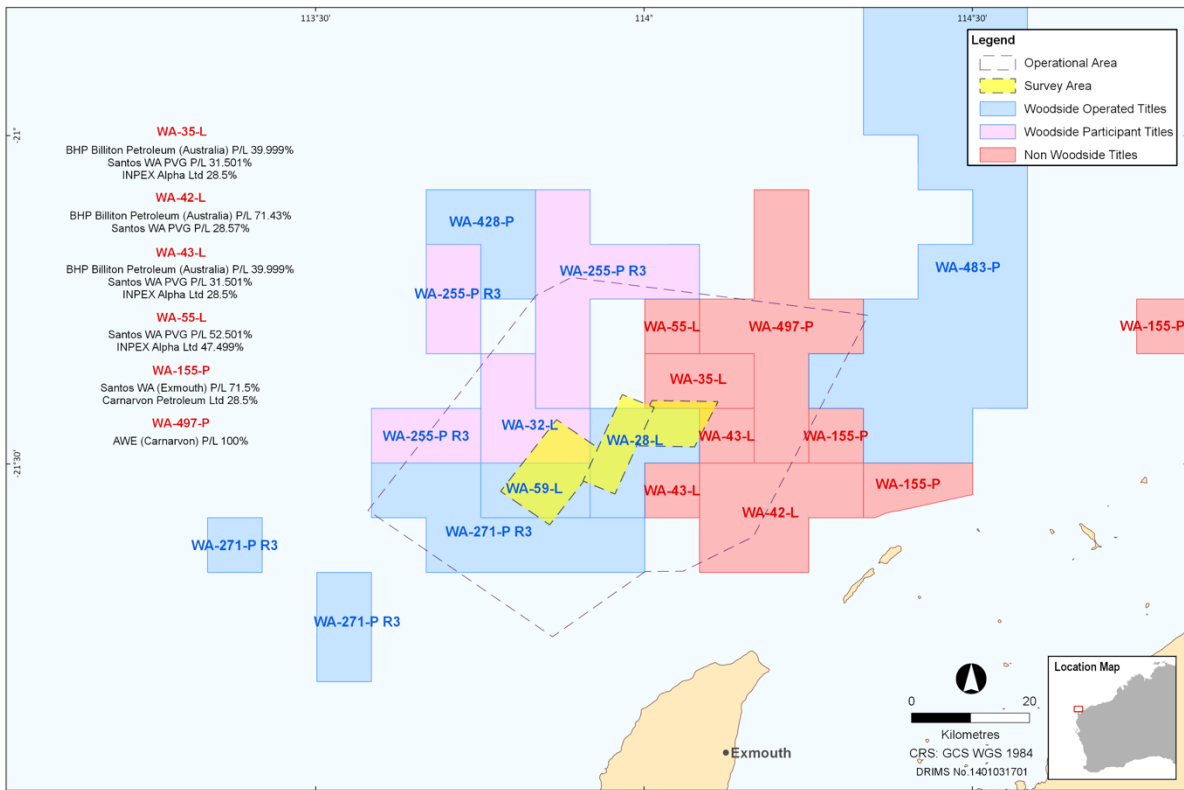 113°30'
114°
114°30'
-21°
-21°30'
Legend
Operational Area
Survey Area
Woodside Operated Titles
Woodside Participant Titles
Non Woodside Titles
WA-35-L
BHP Billiton Petroleum (Australia) P/L 39.999%
Santos WA PVG P/L 31.501%
INPEX Alpha Ltd 28.5%
WA-42-L
BHP Billiton Petroleum (Australia) P/L 71.43%
Santos WA PVG P/L 28.57%
WA-43-L
BHP Billiton Petroleum (Australia) P/L 39.999%
Santos WA PVG P/L 31.501%
INPEX Alpha Ltd 28.5%
WA-55-L
Santos WA PVG P/L 52.501%
INPEX Alpha Ltd 47.499%
WA-155-P
Santos WA (Exmouth) P/L 71.5%
Carnarvon Petroleum Ltd 28.5%
WA-497-P
AWE (Carnarvon) P/L 100%
WA-428-P
WA-255-P R3
WA-255-P R3
WA-483-P
WA-55-L
WA-497-P
WA-155-P
WA-35-L
WA-255-P R3
WA-32-L
WA-28-L
WA-43-L
WA-155-P
WA-59-L
WA-43-L
WA-155-P
WA-42-L
WA-271-P R3
WA-271-P R3
WA-271-P R3
Exmouth
0
20
Kilometres
CRS: GCS WGS 1984
DRIMS No.1401031701
Location Map